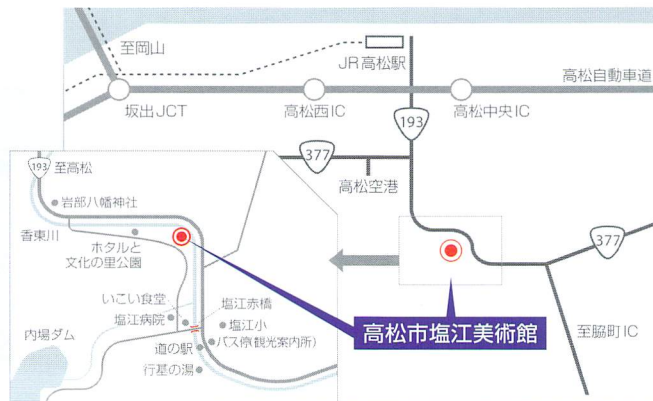 至岡山
JR高松駅
高松自動車道
坂出JCT
高松西IC
高松中央IC
193
377
高松空港
377
至脇町IC
高松市塩江美術館
193
至高松
岩部八幡神社
香東川
ホタルと
文化の里公園
いこい食堂
塩江病院
塩江赤橋
塩江小
バス停(観光案内所)
内場ダム
道の駅
行基の湯